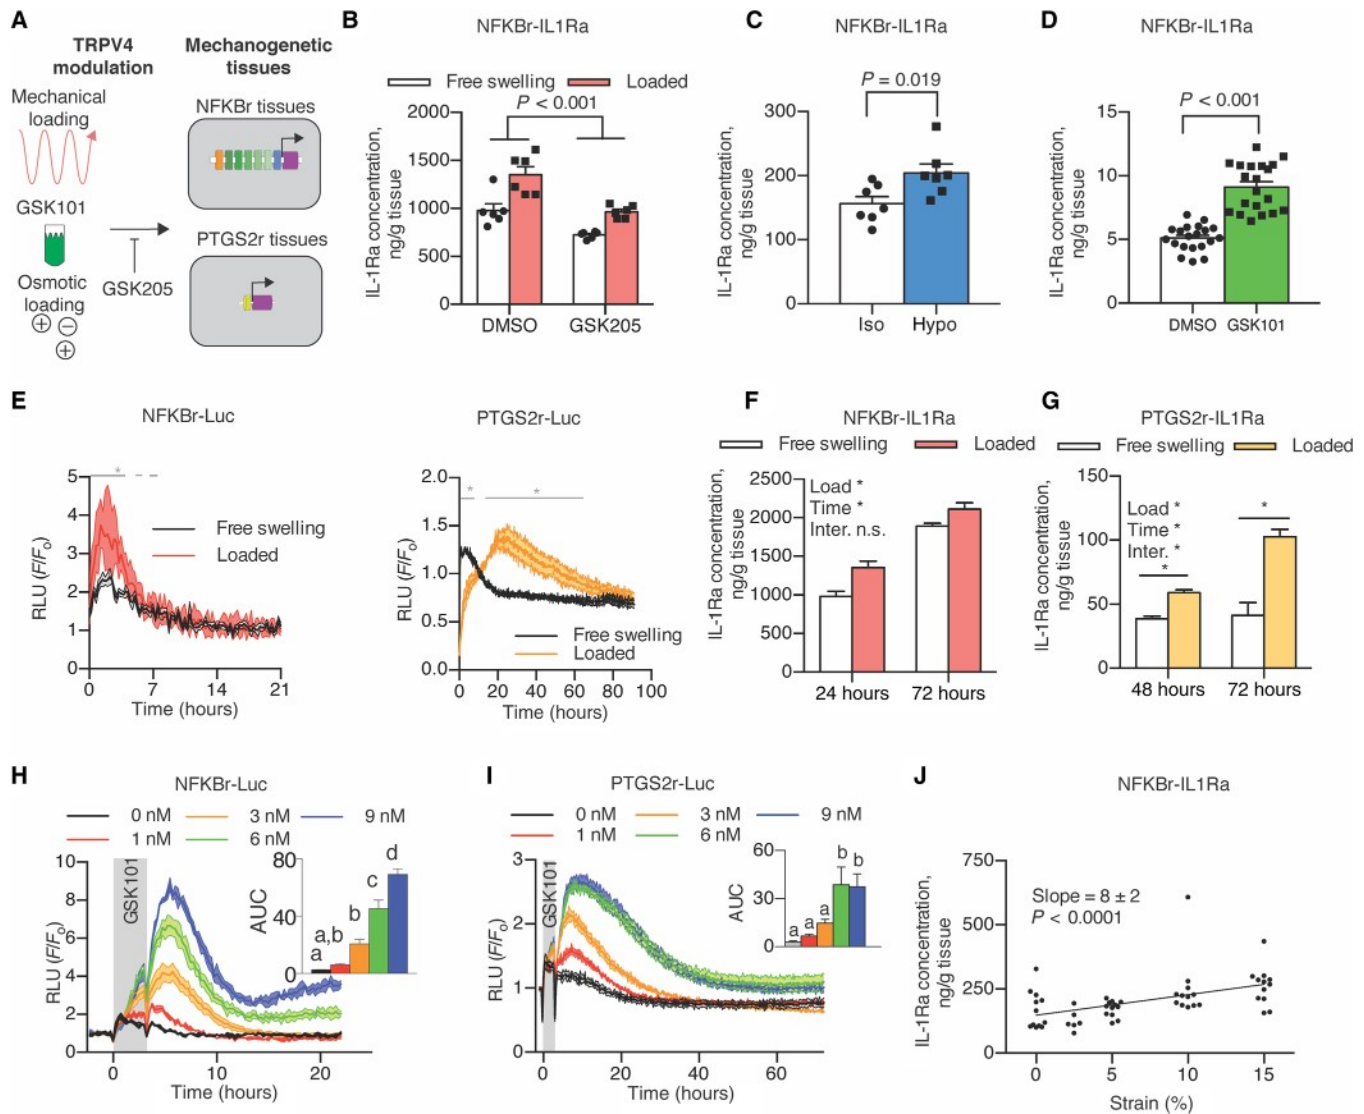 A
TRPV4
modulation
Mechanogenetic
tissues
Mechanical
loading
NFKBr tissues
GSK101
PTGS2r tissues
Osmotic
loading
GSK205
+
−
+
B
NFKBr-IL1Ra
Free swelling
Loaded
P < 0.001
IL-1Ra concentration,
ng/g tissue
2000
1500
1000
500
0
DMSO
GSK205
C
NFKBr-IL1Ra
P = 0.019
IL-1Ra concentration,
ng/g tissue
300
200
100
0
Iso
Hypo
D
NFKBr-IL1Ra
P < 0.001
IL-1Ra concentration,
ng/g tissue
15
10
5
0
DMSO
GSK101
E
NFKBr-Luc
*
Free swelling
Loaded
RLU (F/Fo)
5
4
3
2
1
0
0 7 14 21
Time (hours)
PTGS2r-Luc
* *
RLU (F/Fo)
2.0
1.5
1.0
0.5
0.0
Free swelling
Loaded
0 20 40 60 80 100
Time (hours)
F
NFKBr-IL1Ra
Free swelling
Loaded
Load *
Time *
Inter. n.s.
IL-1Ra concentration,
ng/g tissue
2500
2000
1500
1000
500
0
24 hours
72 hours
G
PTGS2r-IL1Ra
Free swelling
Loaded
Load *
Time *
Inter. *
*
*
IL-1Ra concentration,
ng/g tissue
150
100
50
0
48 hours
72 hours
H
NFKBr-Luc
0 nM
3 nM
9 nM
1 nM
6 nM
GSK101
RLU (F/Fo)
10
8
6
4
2
0
0 10 20
Time (hours)
AUC
80
40
0
a
a,b
b
c
d
I
PTGS2r-Luc
0 nM
3 nM
9 nM
1 nM
6 nM
GSK101
RLU (F/Fo)
3
2
1
0
0 20 40 60
Time (hours)
AUC
60
30
0
a
a
a
b
b
J
NFKBr-IL1Ra
Slope = 8 ± 2
P < 0.0001
IL-1Ra concentration,
ng/g tissue
750
500
250
0
0 5 10 15
Strain (%)